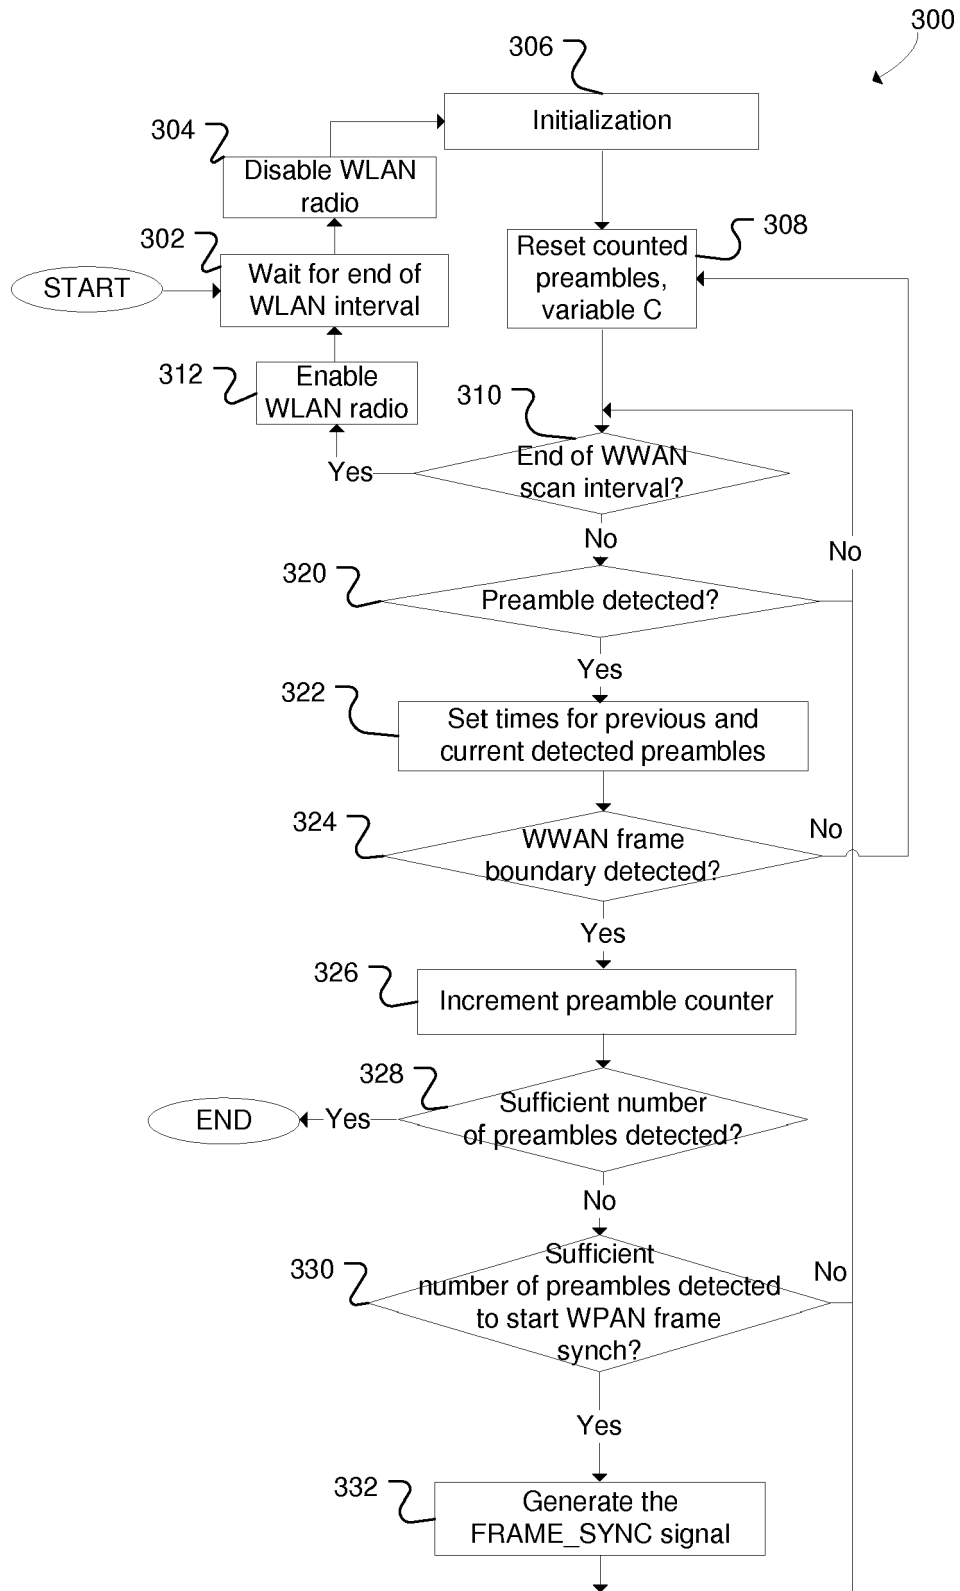 300
306
Initialization
304
Disable WLAN
radio
308
Reset counted
preambles,
variable C
302
Wait for end of
WLAN interval
START
312
Enable
WLAN radio
310
End of WWAN
scan interval?
Yes
No
No
320
Preamble detected?
Yes
322
Set times for previous and
current detected preambles
324
WWAN frame
boundary detected?
No
Yes
326
Increment preamble counter
328
Sufficient number
of preambles detected?
Yes
END
No
330
Sufficient
number of preambles detected
to start WPAN frame
synch?
No
Yes
332
Generate the
FRAME_SYNC signal